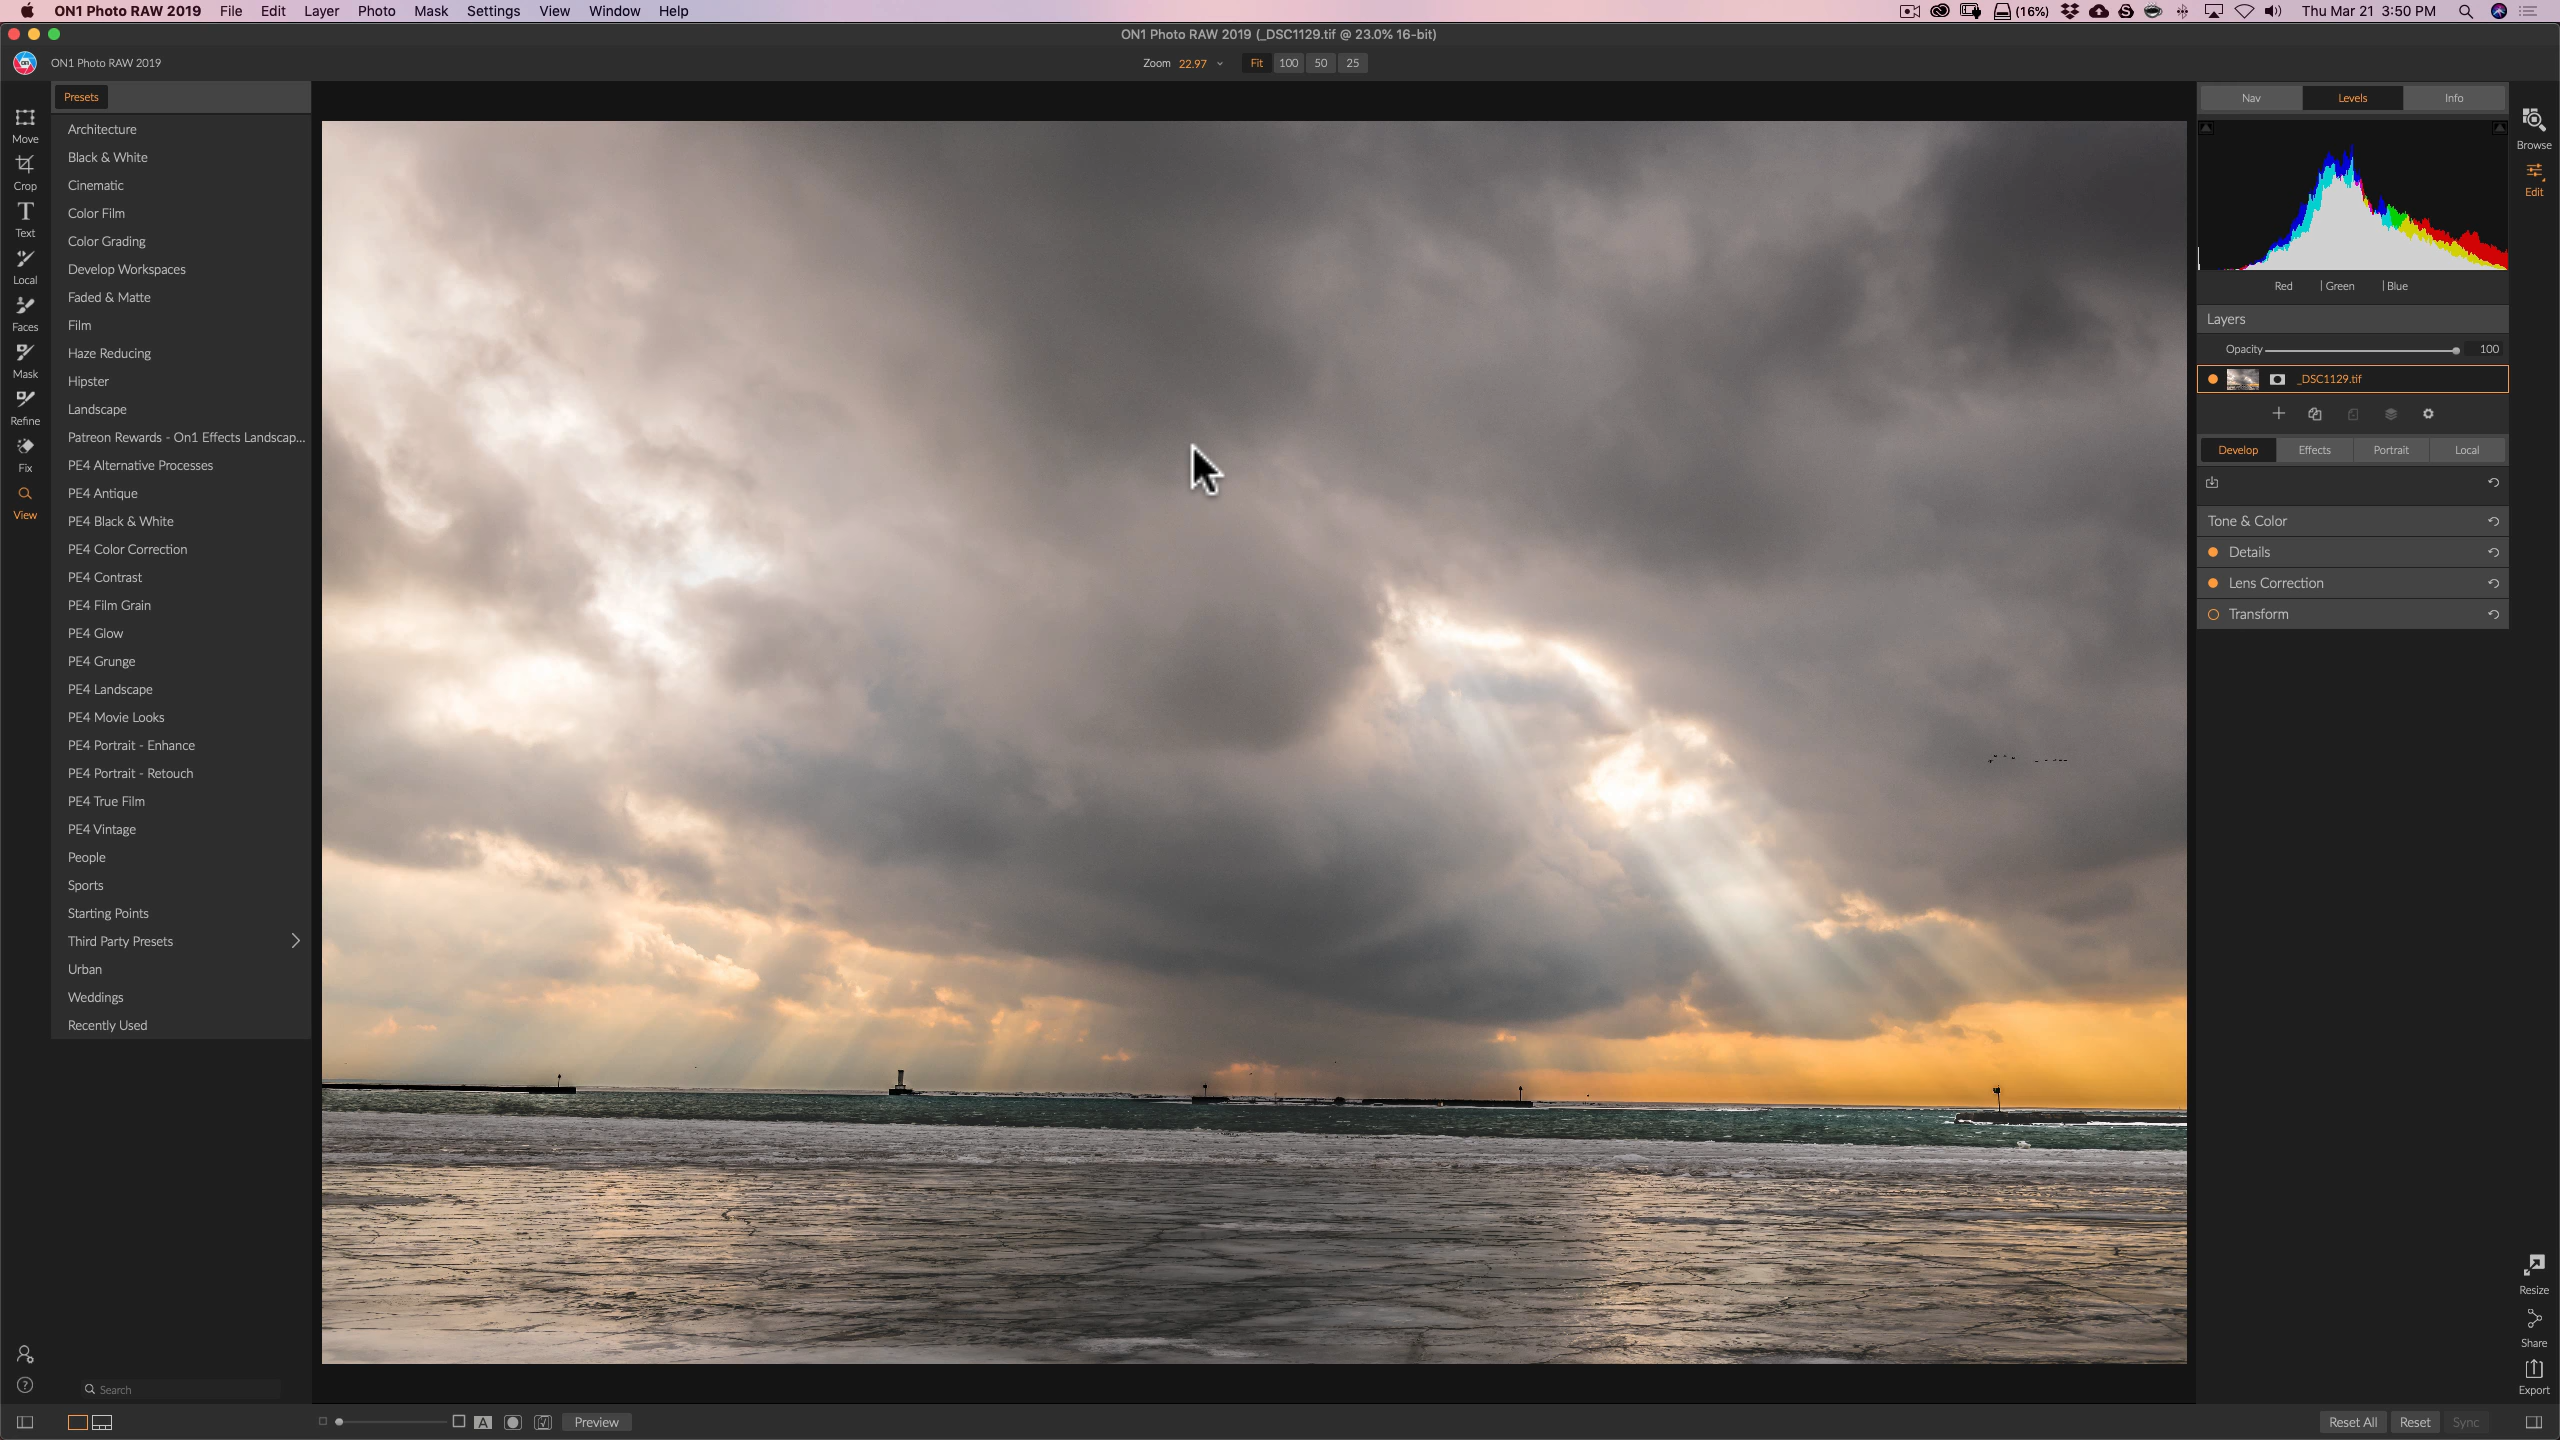 ON1 Photo RAW 2019 File Edit Layer Photo Mask Settings View Window Help (16%) Thu Mar 21 3:50 PM
ON1 Photo RAW 2019 (_DSC1129.tif @ 23.0% 16-bit)
ON1 Photo RAW 2019 Zoom 22.97 Fit 100 50 25
Presets
Architecture
Black & White
Cinematic
Color Film
Color Grading
Develop Workspaces
Faded & Matte
Film
Haze Reducing
Hipster
Landscape
Patreon Rewards - On1 Effects Landscap...
PE4 Alternative Processes
PE4 Antique
PE4 Black & White
PE4 Color Correction
PE4 Contrast
PE4 Film Grain
PE4 Glow
PE4 Grunge
PE4 Landscape
PE4 Movie Looks
PE4 Portrait - Enhance
PE4 Portrait - Retouch
PE4 True Film
PE4 Vintage
People
Sports
Starting Points
Third Party Presets
Urban
Weddings
Recently Used
Search
Move
Crop
Text
Local
Faces
Mask
Refine
Fix
View
Nav Levels Info
Red | Green | Blue
Layers
Opacity 100
_DSC1129.tif
Develop Effects Portrait Local
Tone & Color
Details
Lens Correction
Transform
Browse
Edit
Resize
Share
Export
A Preview
Reset All Reset Sync